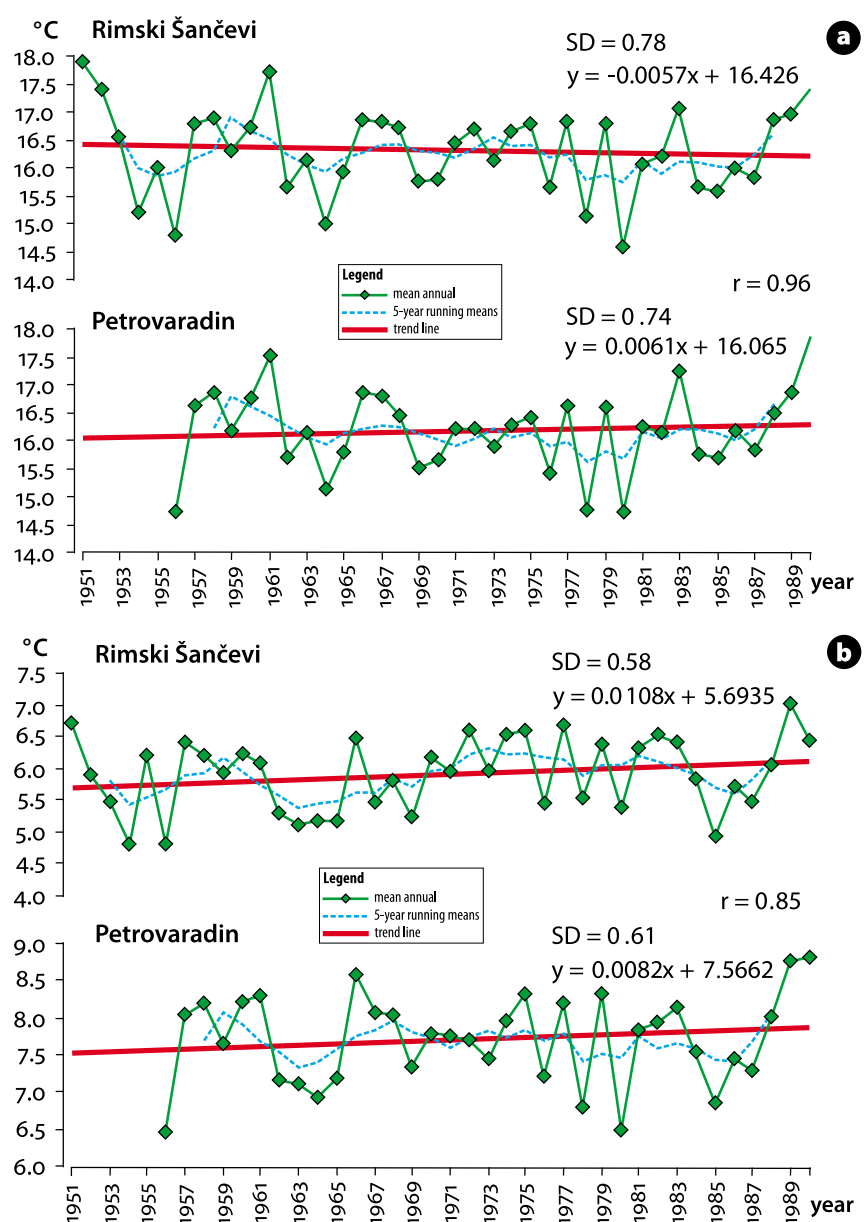 °C
Rimski Šančevi
SD = 0.78
a
y = -0.0057x + 16.426
18.0
17.5
17.0
16.5
16.0
15.5
15.0
14.5
14.0
Legend
mean annual
5-year running means
trend line
r = 0.96
Petrovaradin
SD = 0.74
y = 0.0061x + 16.065
18.0
17.5
17.0
16.5
16.0
15.5
15.0
14.5
14.0
1951 1953 1955 1957 1959 1961 1963 1965 1967 1969 1971 1973 1975 1977 1979 1981 1983 1985 1987 1989 year
°C
Rimski Šančevi
SD = 0.58
b
y = 0.0108x + 5.6935
7.5
7.0
6.5
6.0
5.5
5.0
4.5
4.0
Legend
mean annual
5-year running means
trend line
r = 0.85
Petrovaradin
SD = 0.61
y = 0.0082x + 7.5662
9.0
8.5
8.0
7.5
7.0
6.5
6.0
1951 1953 1955 1957 1959 1961 1963 1965 1967 1969 1971 1973 1975 1977 1979 1981 1983 1985 1987 1989 year